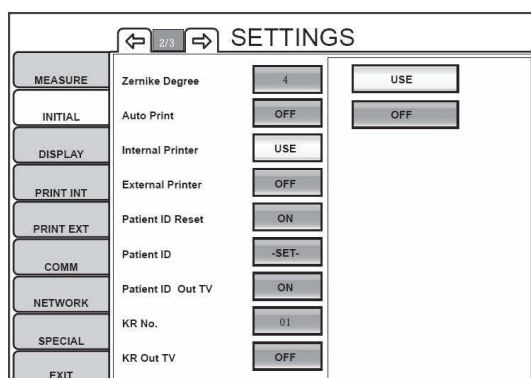 2/3 SETTINGS
MEASURE
INITIAL
DISPLAY
PRINT INT
PRINT EXT
COMM
NETWORK
SPECIAL
EXIT
Zernike Degree 4
Auto Print OFF
Internal Printer USE
External Printer OFF
Patient ID Reset ON
Patient ID -SET-
Patient ID Out TV ON
KR No. 01
KR Out TV OFF
USE
OFF